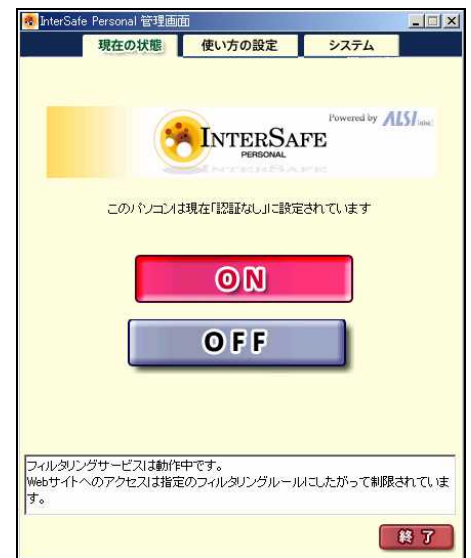 InterSafe Personal 管理画面
現在の状態 使い方の設定 システム
Powered by ALSI
INTERSAFE
PERSONAL
このパソコンは現在「認証なし」に設定されています
ON
OFF
フィルタリングサービスは動作中です。
Webサイトへのアクセスは指定のフィルタリングルールにしたがって制限されていま
す。
終了